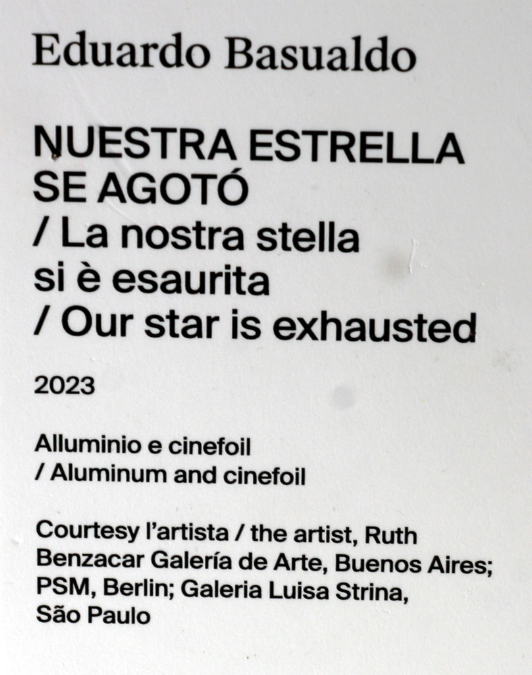 Eduardo Basualdo
NUESTRA ESTRELLA
SE AGOTÓ
/ La nostra stella
si è esaurita
/ Our star is exhausted
2023
Alluminio e cinefoil
/ Aluminum and cinefoil
Courtesy l'artista / the artist, Ruth
Benzacar Galería de Arte, Buenos Aires;
PSM, Berlin; Galeria Luisa Strina,
São Paulo